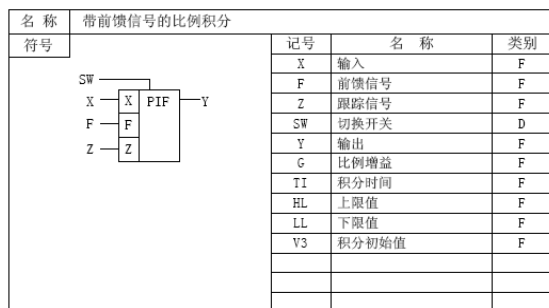 名 称 带前馈信号的比例积分
符号 记号 名 称 类别
X 输入 F
F 前馈信号 F
Z 跟踪信号 F
SW 切换开关 D
Y 输出 F
G 比例增益 F
TI 积分时间 F
HL 上限值 F
LL 下限值 F
V3 积分初始值 F
SW
X X PIF Y
F F
Z Z